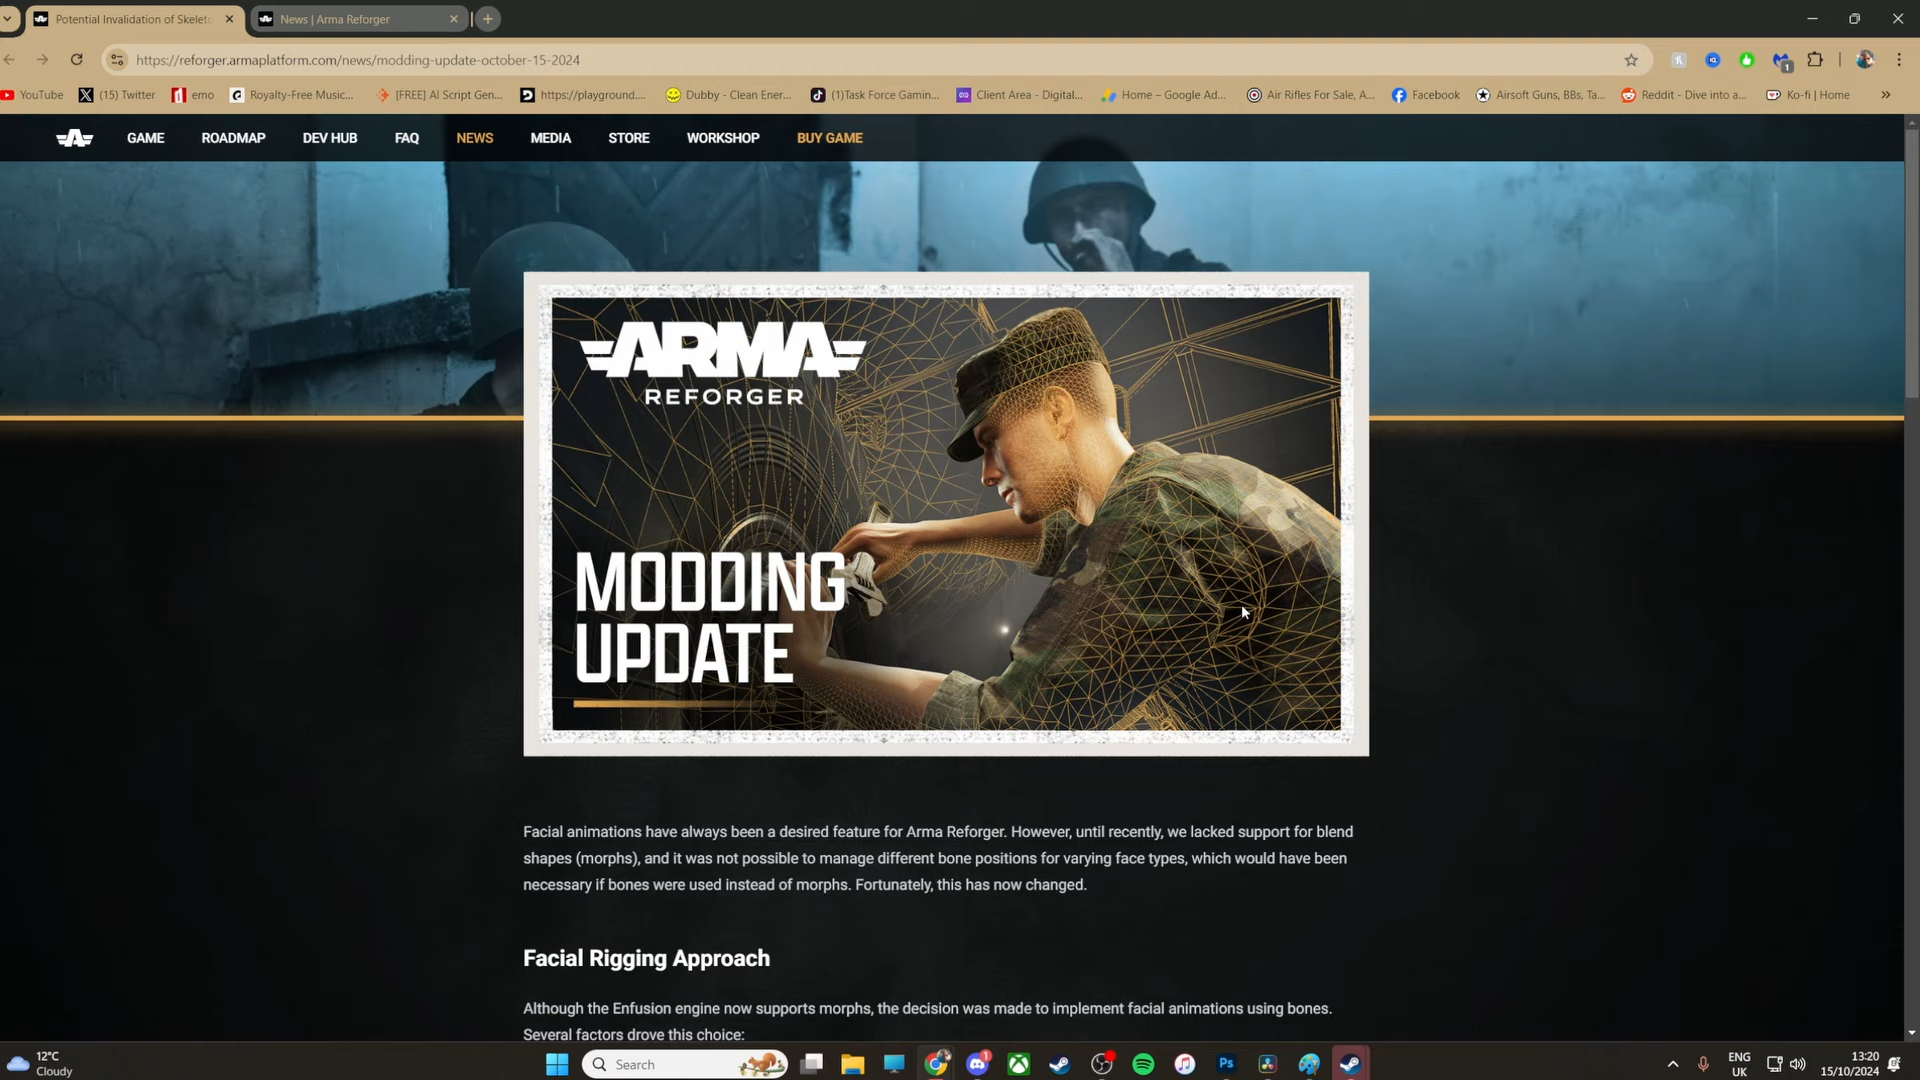 Potential Invalidation of Skelet
News | Arma Reforger
https://reforger.armaplatform.com/news/modding-update-october-15-2024
1
YouTube
(15) Twitter
emo
Royalty-Free Music...
[FREE] AI Script Gen...
https://playground....
Dubby - Clean Ener...
(1)Task Force Gamin...
Client Area - Digital...
Home – Google Ad...
Air Rifles For Sale, A...
Facebook
Airsoft Guns, BBs, Ta...
Reddit - Dive into a...
Ko-fi | Home
»
GAME
ROADMAP
DEV HUB
FAQ
NEWS
MEDIA
STORE
WORKSHOP
BUY GAME
ARMA
REFORGER
MODDING
UPDATE
Facial animations have always been a desired feature for Arma Reforger. However, until recently, we lacked support for blend
shapes (morphs), and it was not possible to manage different bone positions for varying face types, which would have been
necessary if bones were used instead of morphs. Fortunately, this has now changed.
Facial Rigging Approach
Although the Enfusion engine now supports morphs, the decision was made to implement facial animations using bones.
Several factors drove this choice:
12°C
Cloudy
Search
1
Ps
ENG
UK
13:20
15/10/2024